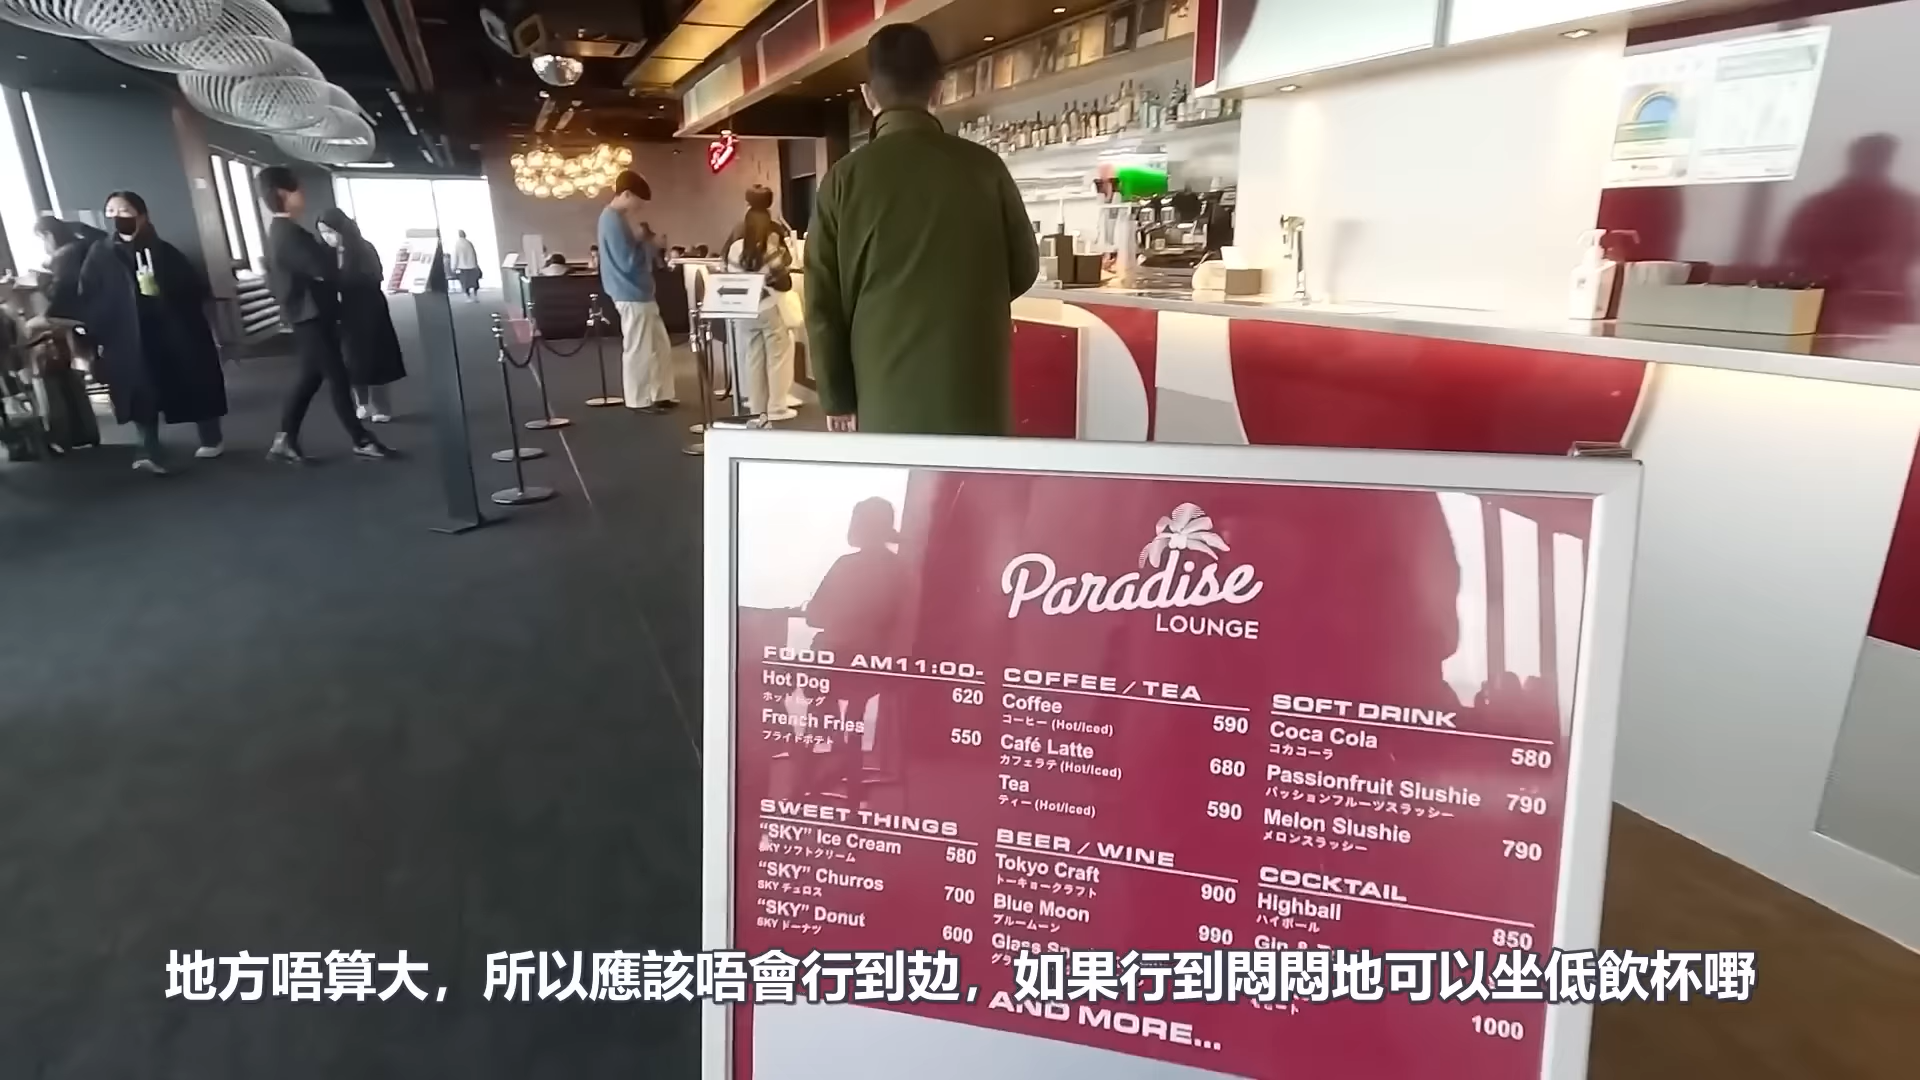 Paradise
LOUNGE
FOOD AM11:00-
Hot Dog 620
ホットドッグ
French Fries 550
フライドポテト
SWEET THINGS
“SKY” Ice Cream 580
SKY ソフトクリーム
“SKY” Churros 700
SKY チュロス
“SKY” Donut 600
SKY ドーナツ
COFFEE / TEA
Coffee 590
コーヒー (Hot/Iced)
Café Latte 680
カフェラテ (Hot/Iced)
Tea 590
ティー (Hot/Iced)
BEER / WINE
Tokyo Craft 900
トーキョークラフト
Blue Moon 990
ブルームーン
Glass
SOFT DRINK
Coca Cola 580
コカコーラ
Passionfruit Slushie 790
パッションフルーツスラッシー
Melon Slushie 790
メロンスラッシー
COCKTAIL
Highball 850
ハイボール
Gin &
1000
AND MORE...
地方唔算大，所以應該唔會行到攰，如果行到悶悶地可以坐低飲杯嘢